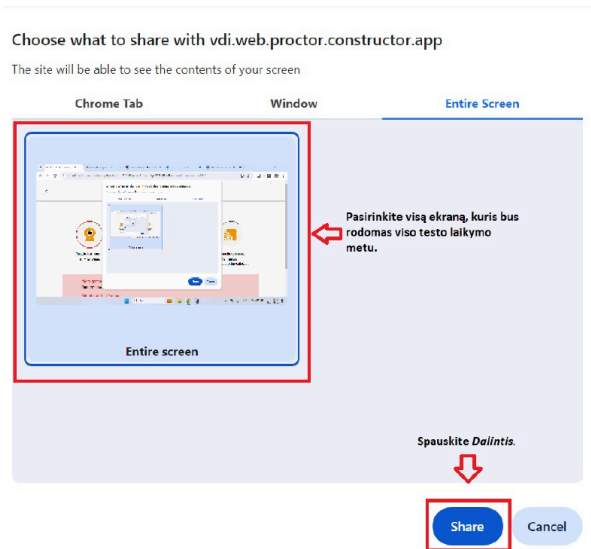 Choose what to share with vdi.web.proctor.constructor.app
The site will be able to see the contents of your screen
Chrome Tab
Window
Entire Screen
Pasirinkite visą ekraną, kuris bus
rodomas viso testo laikymo
metu.
Entire screen
Spauskite Dalintis.
Share
Cancel